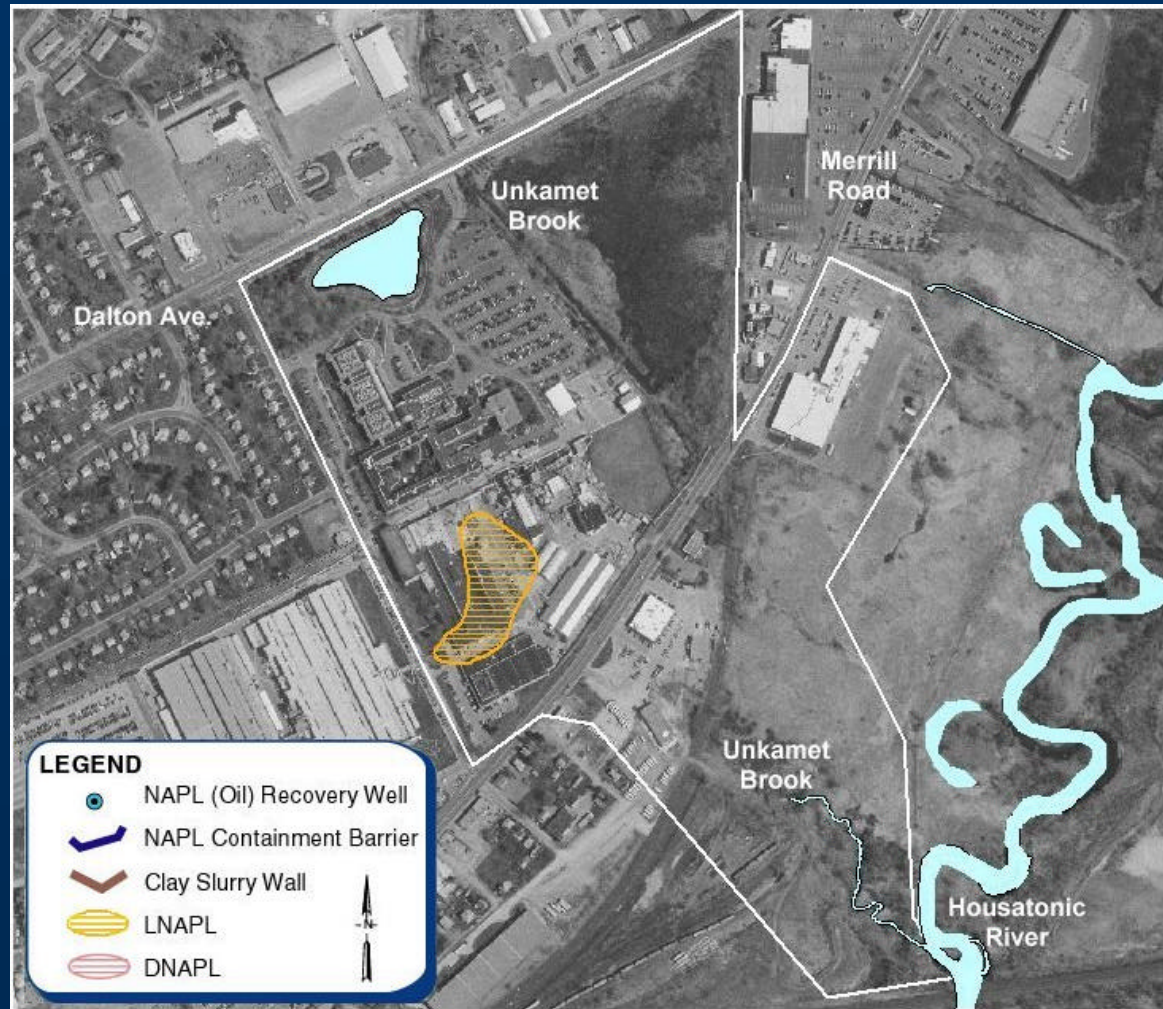 Unkamet
Brook
Merrill
Road
Dalton Ave.
Unkamet
Brook
Housatonic
River
LEGEND
NAPL (Oil) Recovery Well
NAPL Containment Barrier
Clay Slurry Wall
LNAPL
DNAPL
-N-